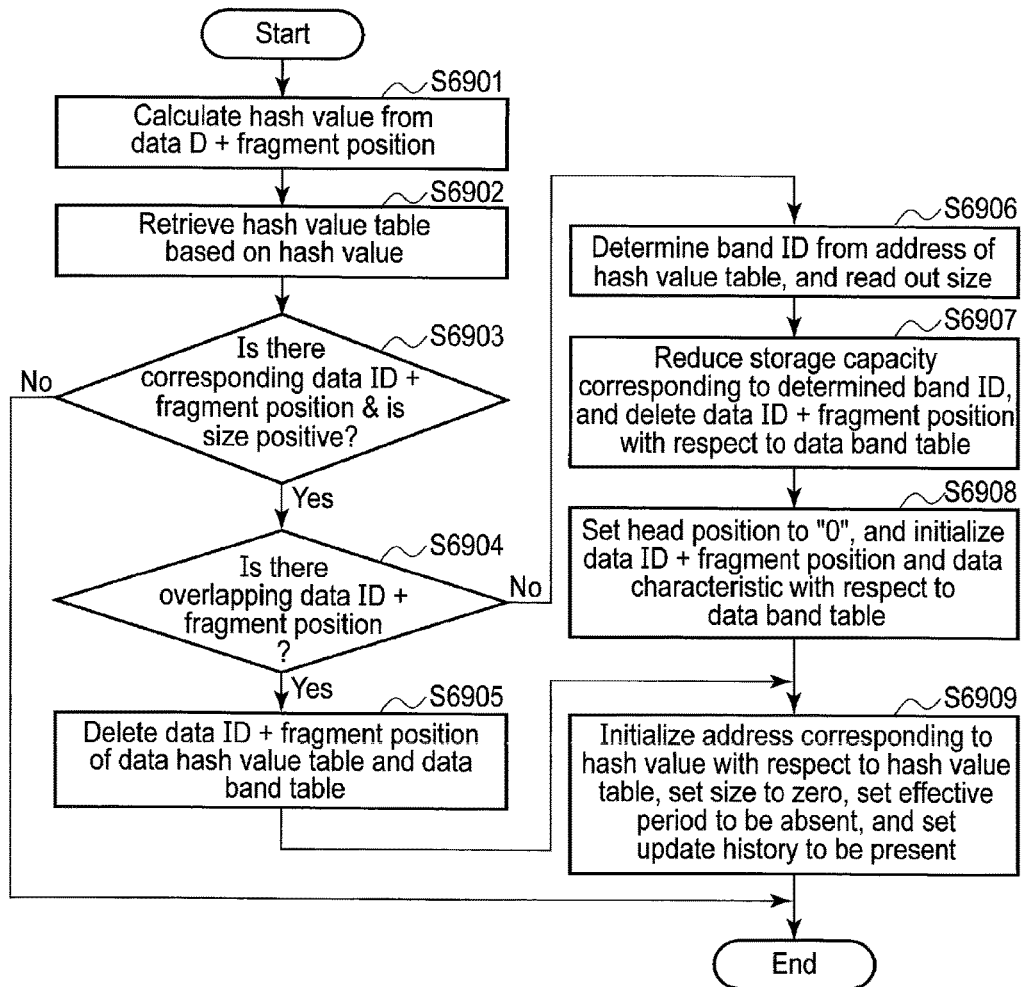 Start
S6901
Calculate hash value from
data D + fragment position
S6902
Retrieve hash value table
based on hash value
S6903
Is there
corresponding data ID +
fragment position & is
size positive?
No
Yes
S6904
Is there
overlapping data ID +
fragment position
?
No
Yes
S6905
Delete data ID + fragment position
of data hash value table and data
band table
S6906
Determine band ID from address of
hash value table, and read out size
S6907
Reduce storage capacity
corresponding to determined band ID,
and delete data ID + fragment position
with respect to data band table
S6908
Set head position to "0", and initialize
data ID + fragment position and data
characteristic with respect to
data band table
S6909
Initialize address corresponding to
hash value with respect to hash value
table, set size to zero, set effective
period to be absent, and set
update history to be present
End